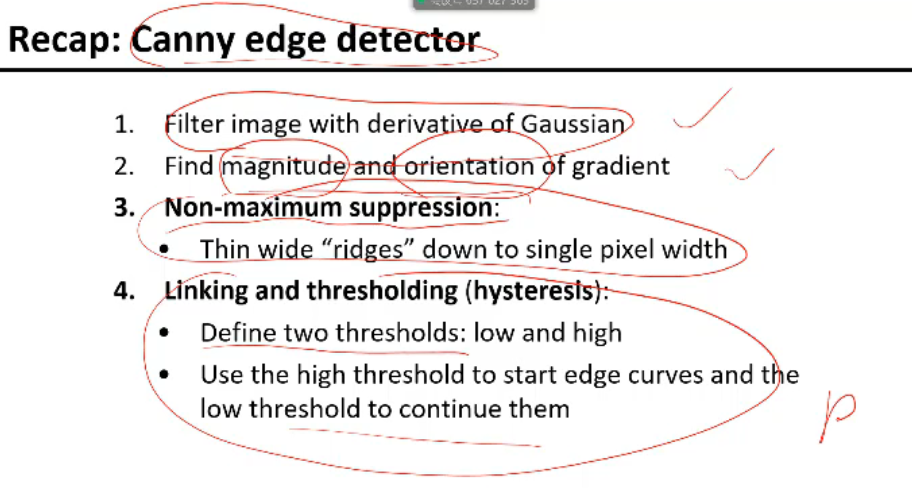 Recap: Canny edge detector
1. Filter image with derivative of Gaussian
2. Find magnitude and orientation of gradient
3. Non-maximum suppression:
• Thin wide “ridges” down to single pixel width
4. Linking and thresholding (hysteresis):
• Define two thresholds: low and high
• Use the high threshold to start edge curves and the
low threshold to continue them
p